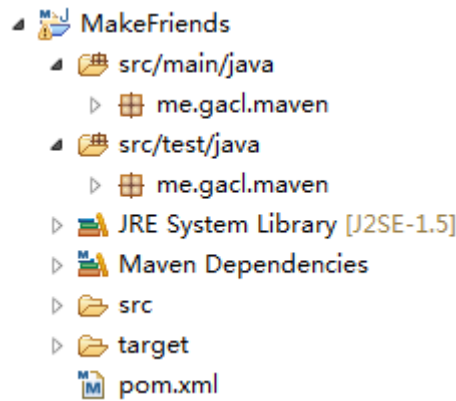 MakeFriends
src/main/java
me.gacl.maven
src/test/java
me.gacl.maven
JRE System Library [J2SE-1.5]
Maven Dependencies
src
target
pom.xml